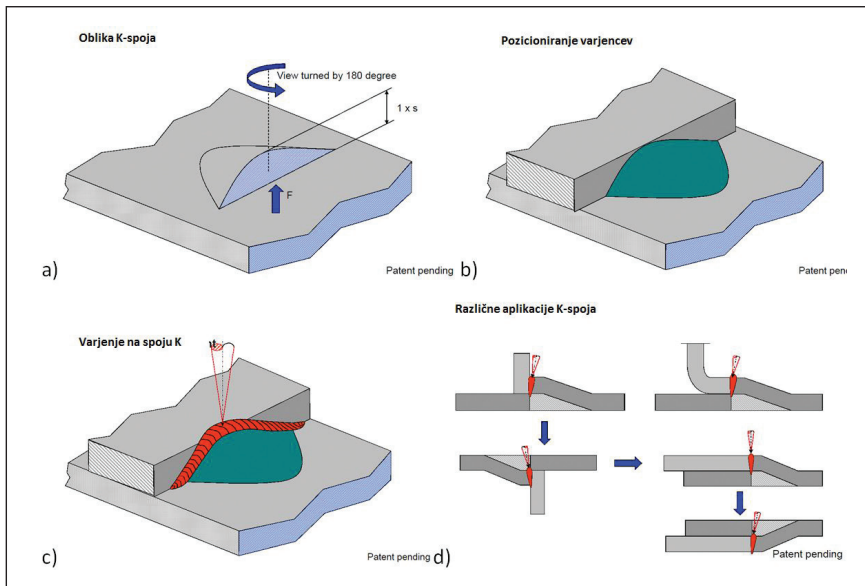 Oblika K-spoja
View turned by 180 degree
1 x s
F
a)
Patent pending
Pozicioniranje varjencev
b)
Patent pend
Varjenje na spoju K
c)
Patent pending
Različne aplikacije K-spoja
d)
Patent pending